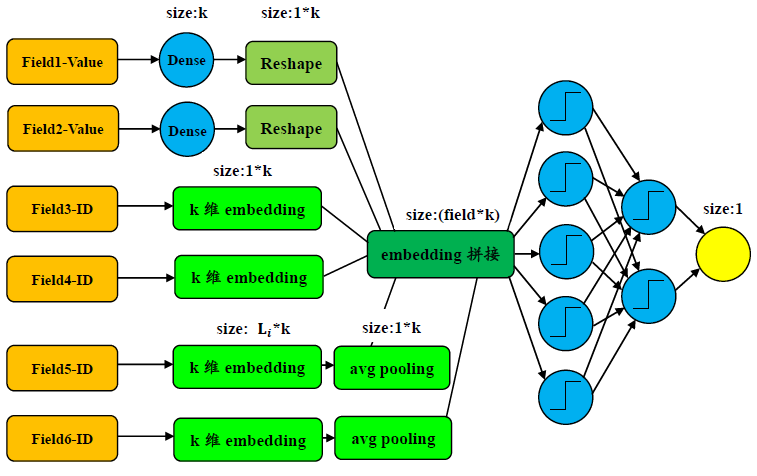 size:k
size:1*k
Field1-Value
Dense
Reshape
Field2-Value
Dense
Reshape
size:1*k
Field3-ID
k 维 embedding
size:(field*k)
size:1
embedding 拼接
Field4-ID
k 维 embedding
size: Li*k
size:1*k
Field5-ID
k 维 embedding
avg pooling
Field6-ID
k 维 embedding
avg pooling